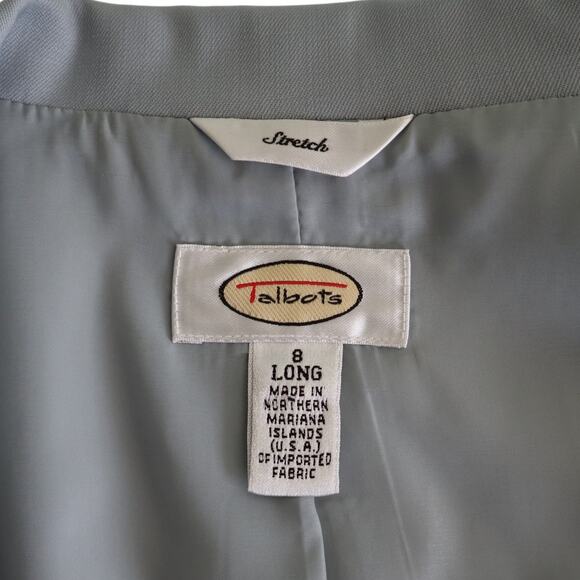 Stretch
Talbots
8
LONG
MADE IN
NORTHERN
MARIANA
ISLANDS
(U.S.A.)
OF IMPORTED
FABRIC